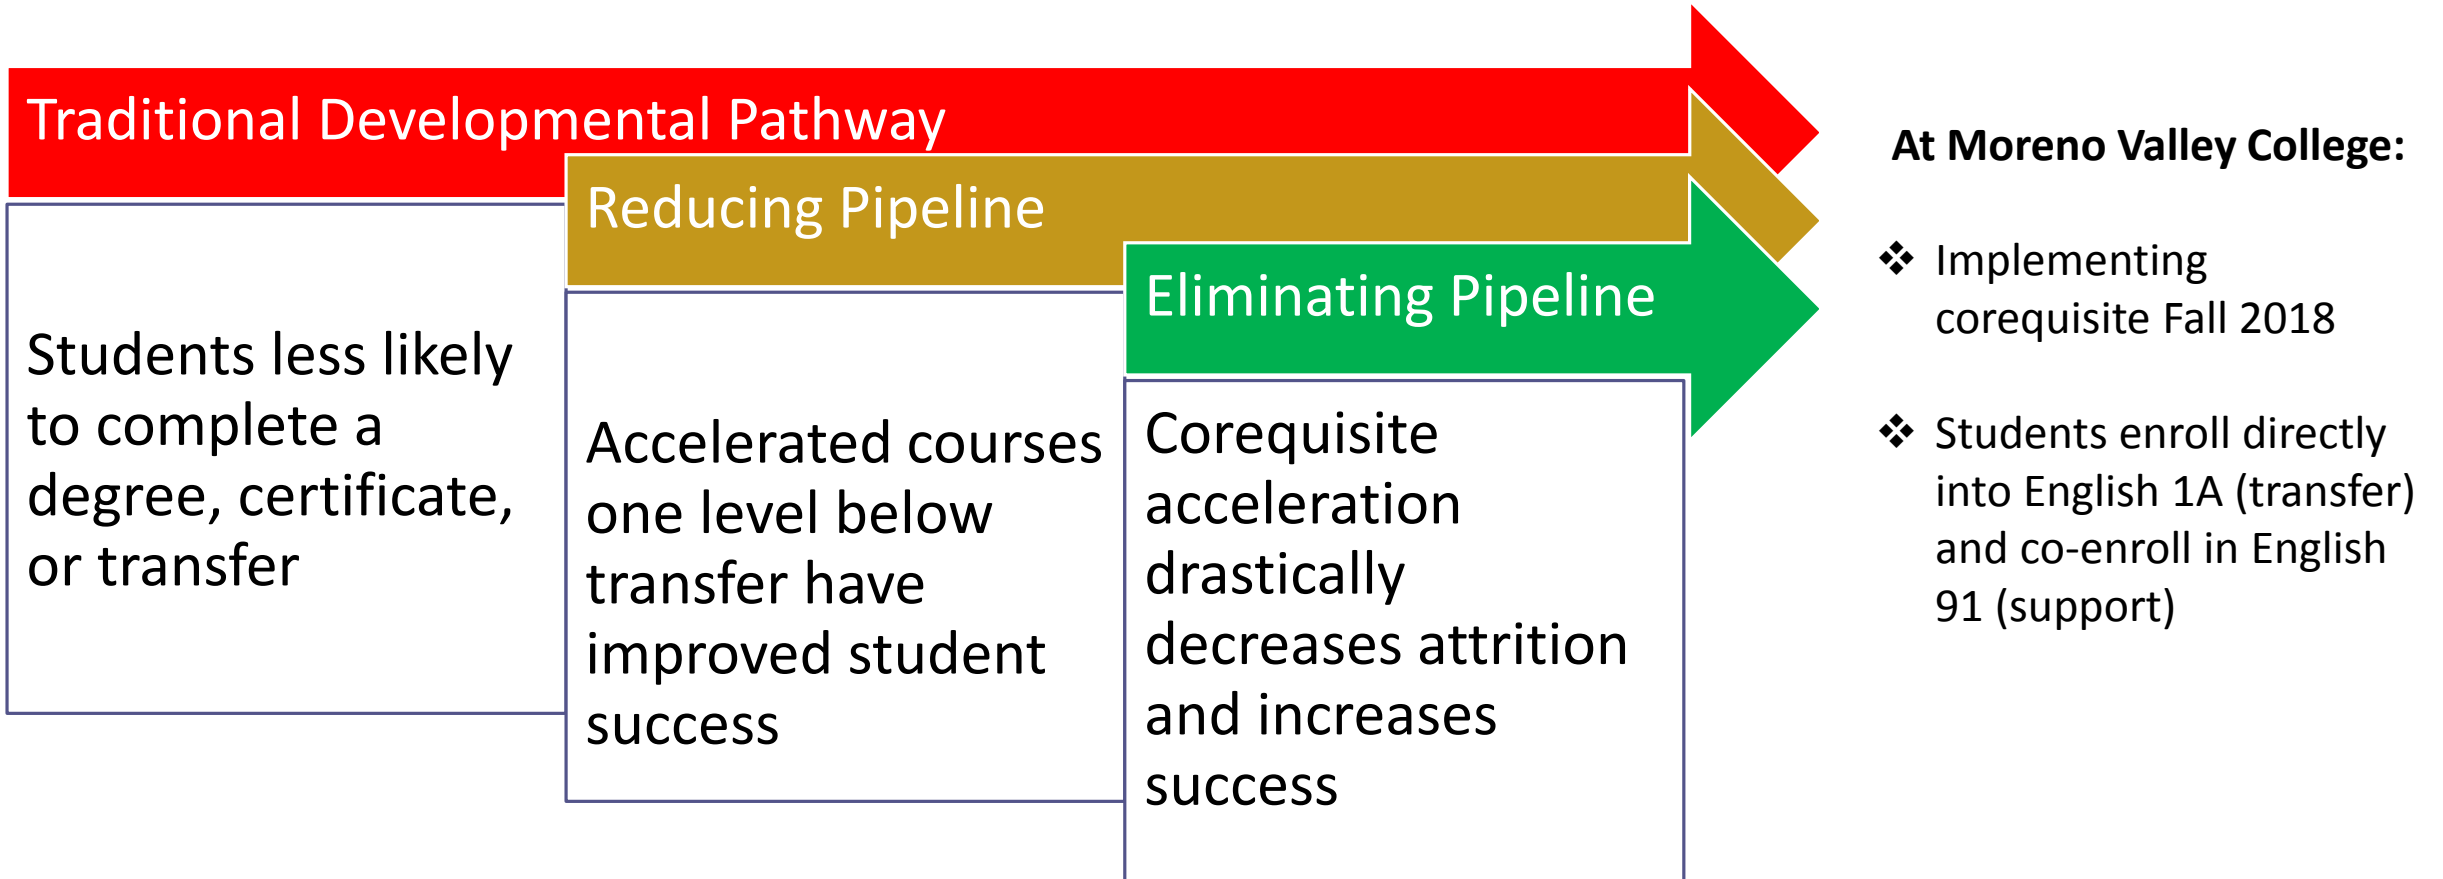 Traditional Developmental Pathway
Students less likely
to complete a
degree, certificate,
or transfer
Reducing Pipeline
Accelerated courses
one level below
transfer have
improved student
success
Eliminating Pipeline
Corequisite
acceleration
drastically
decreases attrition
and increases
success
At Moreno Valley College:
❖ Implementing
corequisite Fall 2018
❖ Students enroll directly
into English 1A (transfer)
and co-enroll in English
91 (support)